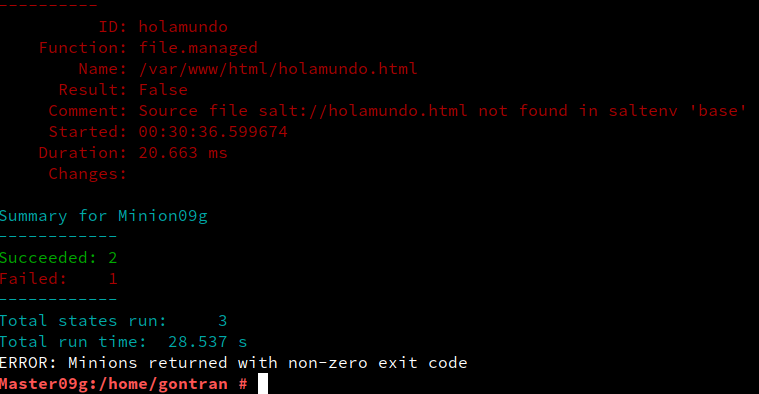 ----------
ID: holamundo
Function: file.managed
Name: /var/www/html/holamundo.html
Result: False
Comment: Source file salt://holamundo.html not found in saltenv 'base'
Started: 00:30:36.599674
Duration: 20.663 ms
Changes:
Summary for Minion09g
------------
Succeeded: 2
Failed:    1
------------
Total states run:     3
Total run time:  28.537 s
ERROR: Minions returned with non-zero exit code
Master09g:/home/gontran #